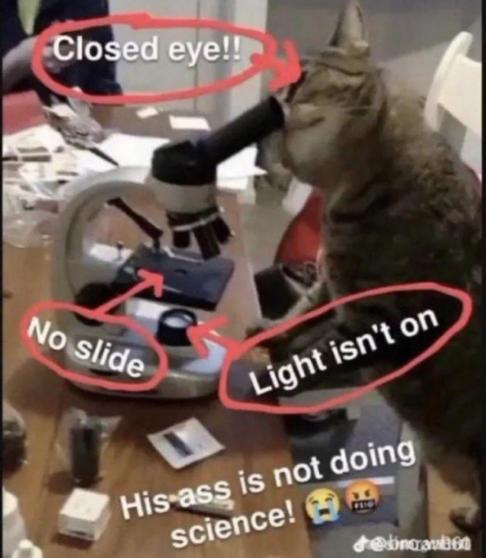 Closed eye!!
No slide
Light isn't on
His ass is not doing
science! 😭🤬